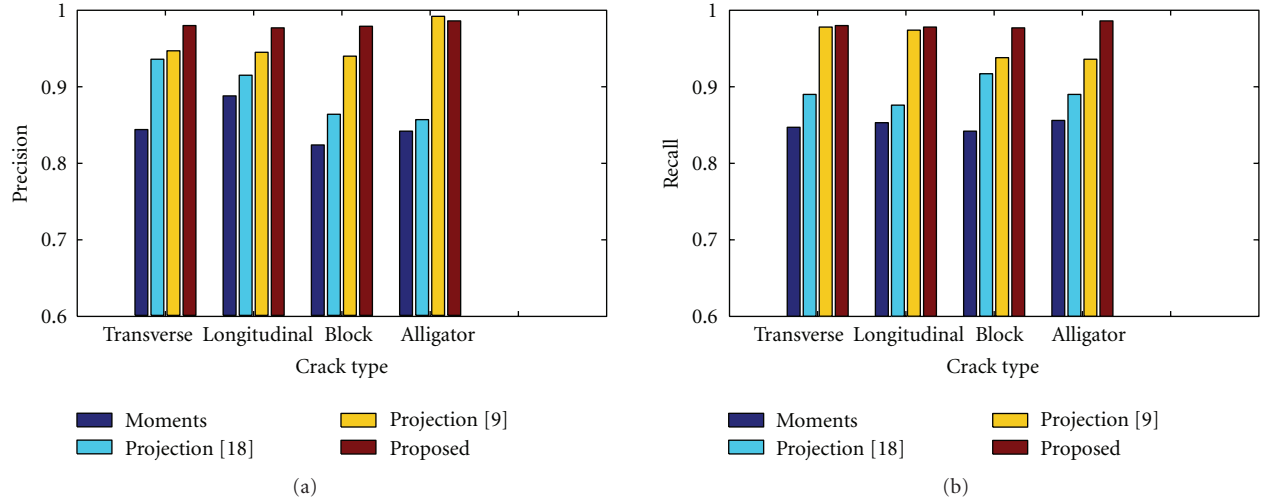 1
0.9
0.8
0.7
0.6
Precision
Transverse Longitudinal Block Alligator
Crack type
Moments
Projection [18]
Projection [9]
Proposed
(a)
1
0.9
0.8
0.7
0.6
Recall
Transverse Longitudinal Block Alligator
Crack type
Moments
Projection [18]
Projection [9]
Proposed
(b)